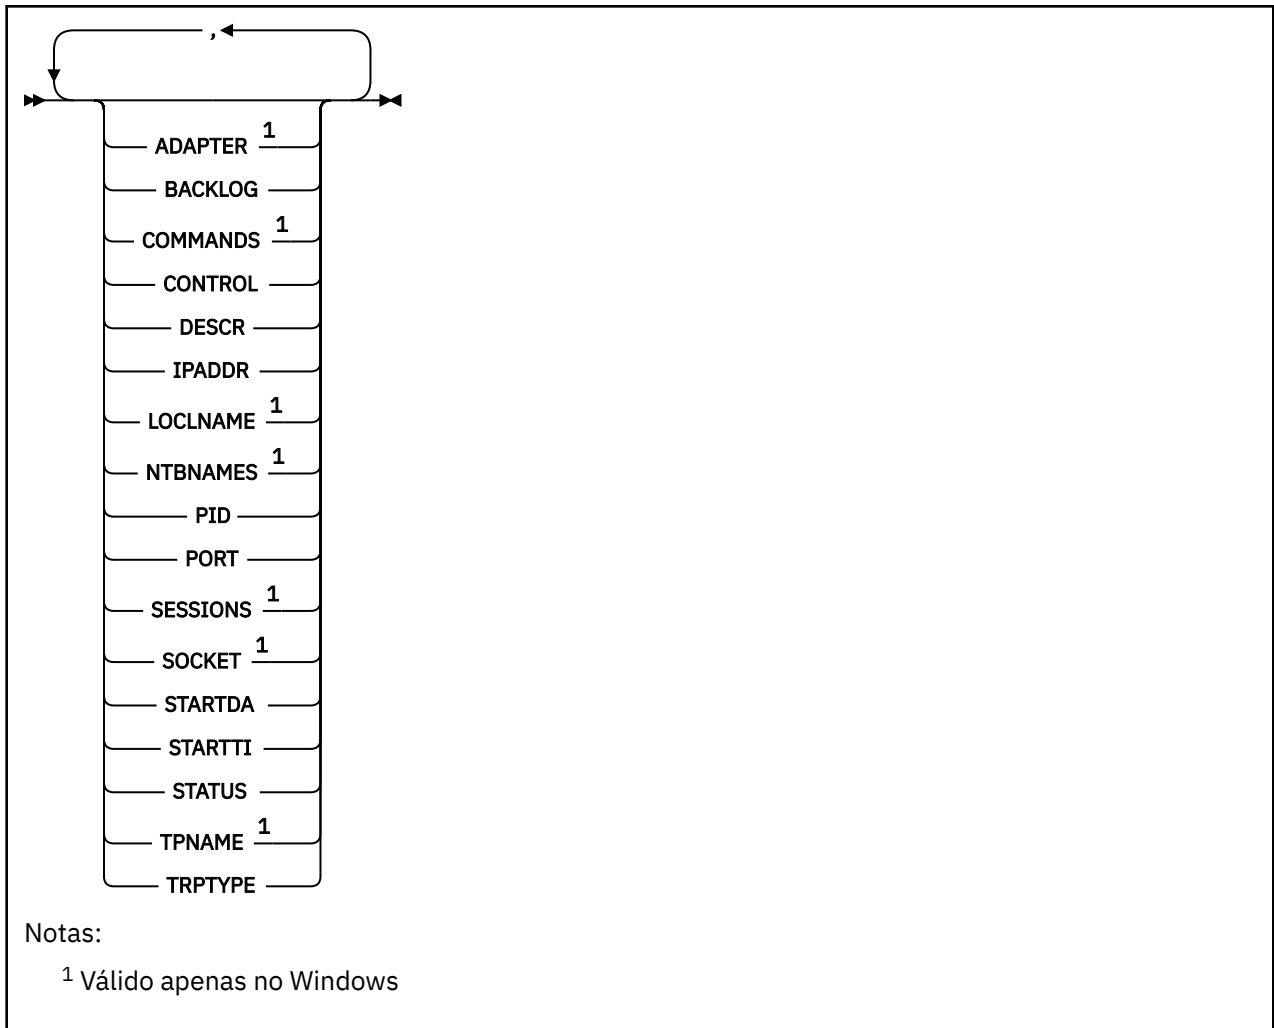 ,
ADAPTER 1
BACKLOG
COMMANDS 1
CONTROL
DESCR
IPADDR
LOCLNAME 1
NTBNAMES 1
PID
PORT
SESSIONS 1
SOCKET 1
STARTDA
STARTTI
STATUS
TPNAME 1
TRPTYPE
Notas:
1 Válido apenas no Windows